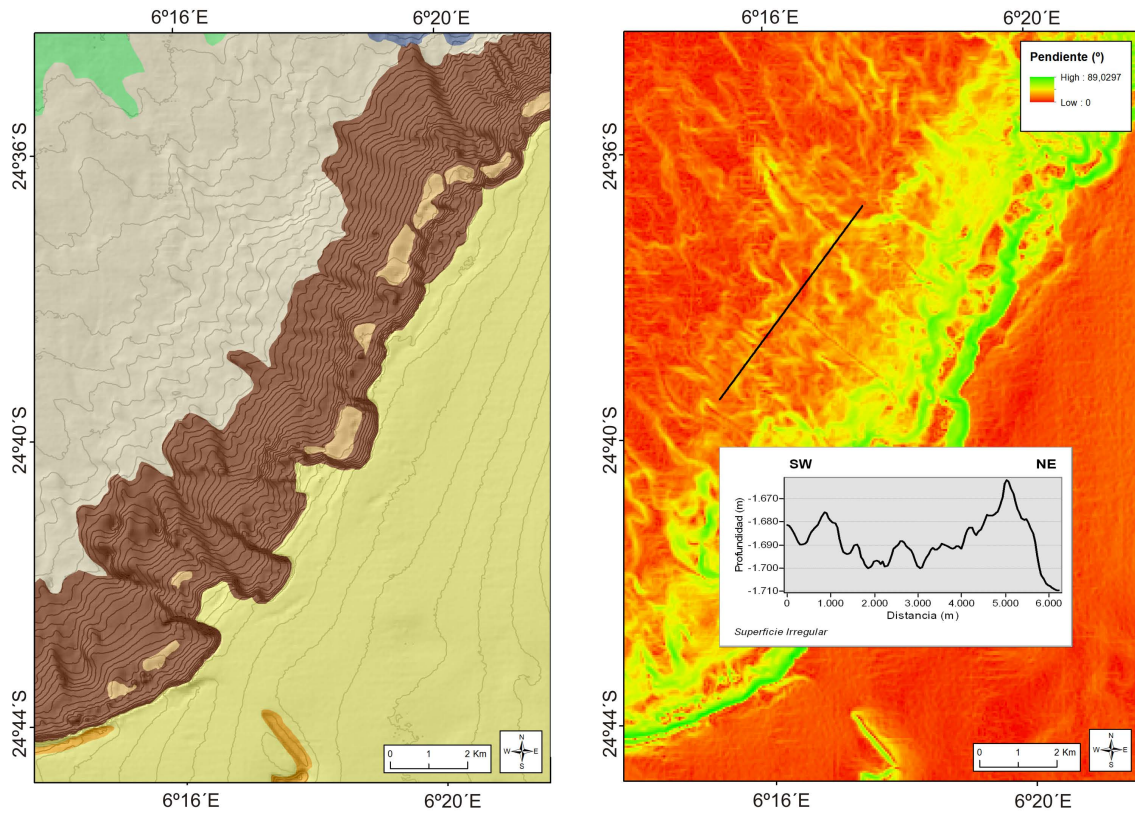 6º16´E 6º20´E
24º36´S
24º40´S
24º44´S
0 1 2 Km
N
W E
S
6º16´E 6º20´E
6º16´E 6º20´E
Pendiente (º)
High : 89,0297
Low : 0
24º36´S
24º40´S
24º44´S
SW NE
Profundidad (m)
-1.670
-1.680
-1.690
-1.700
-1.710
0 1.000 2.000 3.000 4.000 5.000 6.000
Distancia (m)
Superficie Irregular
0 1 2 Km
N
W E
S
6º16´E 6º20´E